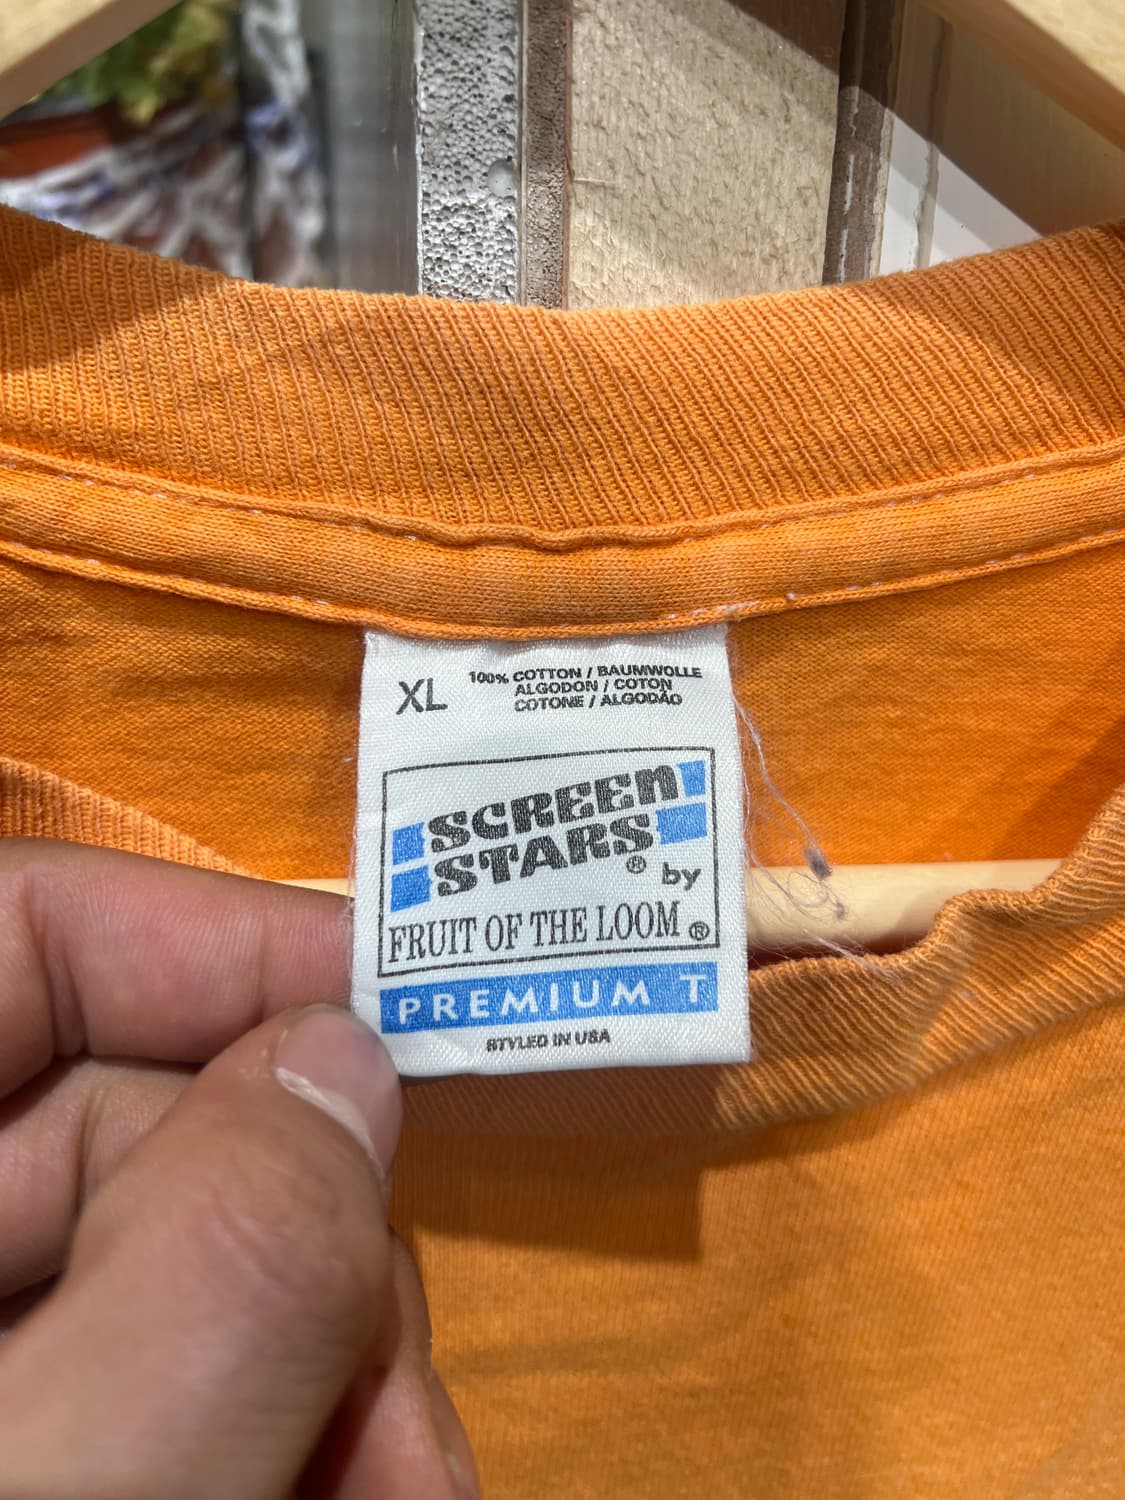 XL
100% COTTON / BAUMWOLLE
ALGODON / COTON
COTONE / ALGODÃO
SCREEN
STARS® by
FRUIT OF THE LOOM®
PREMIUM T
STYLED IN USA